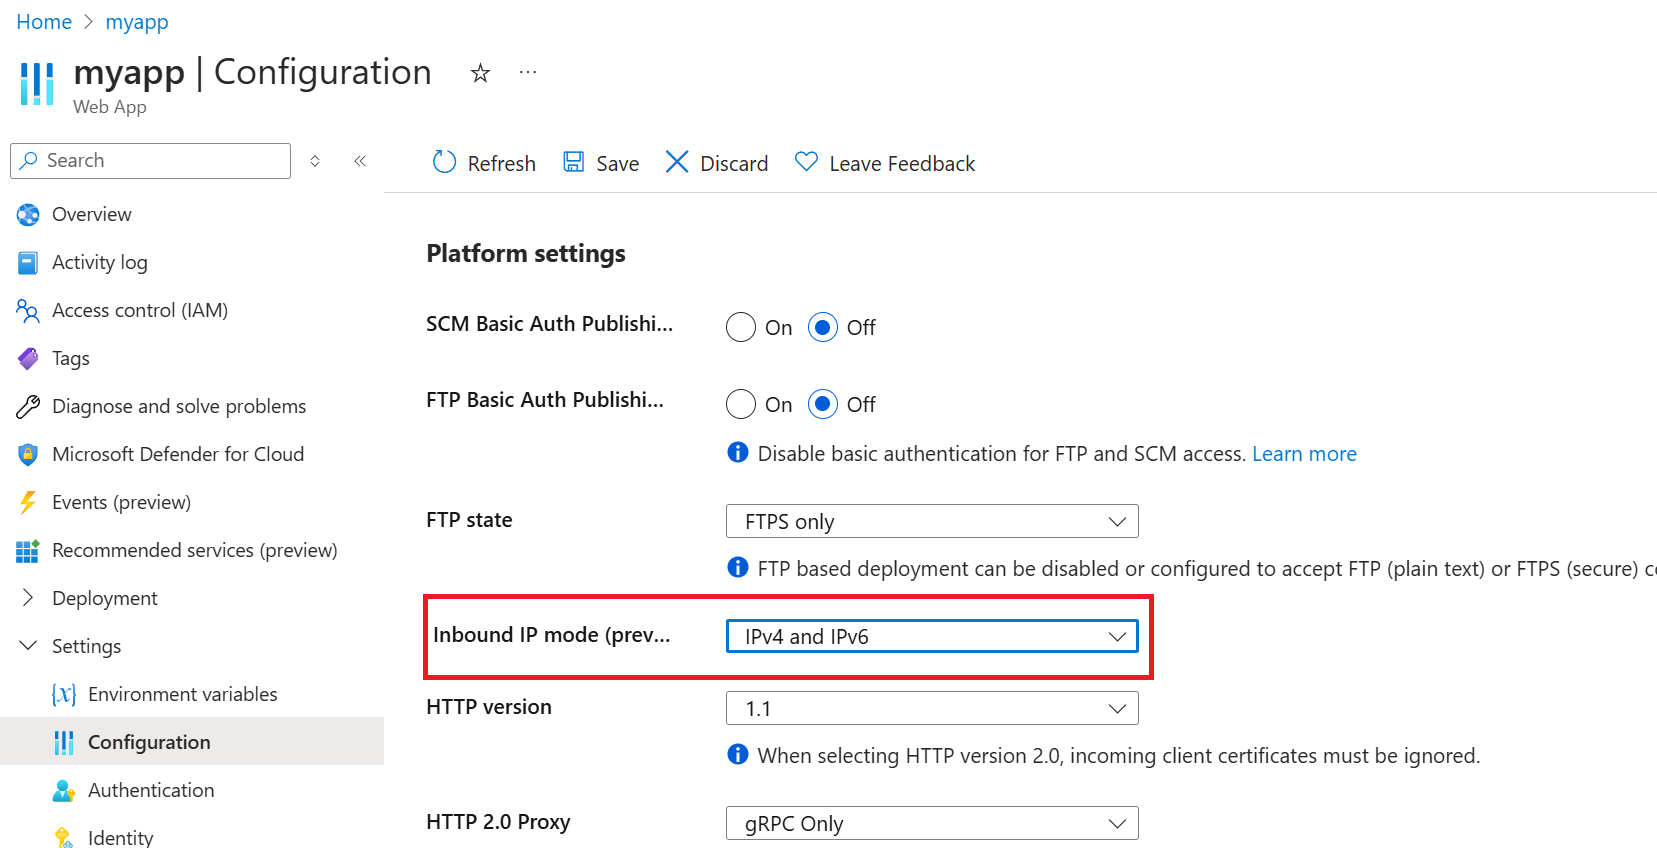 Home > myapp
myapp | Configuration
Web App
Search
Refresh
Save
Discard
Leave Feedback
Overview
Activity log
Access control (IAM)
Tags
Diagnose and solve problems
Microsoft Defender for Cloud
Events (preview)
Recommended services (preview)
Deployment
Settings
Environment variables
Configuration
Authentication
Identity
Platform settings
SCM Basic Auth Publishi...
On Off
FTP Basic Auth Publishi...
On Off
Disable basic authentication for FTP and SCM access. Learn more
FTP state
FTPS only
FTP based deployment can be disabled or configured to accept FTP (plain text) or FTPS (secure)
Inbound IP mode (prev...
IPv4 and IPv6
HTTP version
1.1
When selecting HTTP version 2.0, incoming client certificates must be ignored.
HTTP 2.0 Proxy
gRPC Only